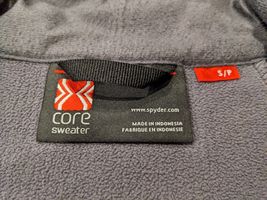 S/P
www.spyder.com
core
sweater
MADE IN INDONESIA
FABRIQUE EN INDONESIE